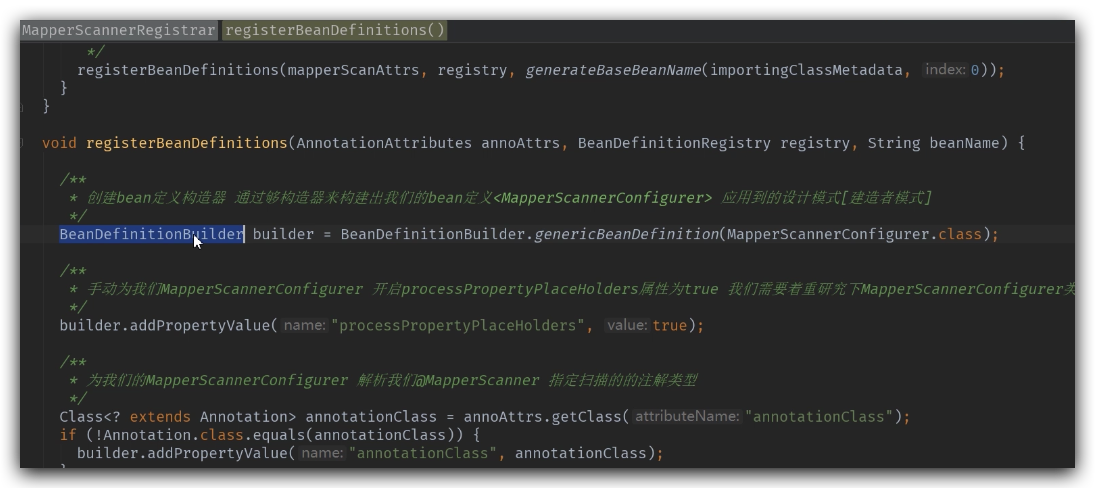 MapperScannerRegistrar registerBeanDefinitions()
*/
registerBeanDefinitions(mapperScanAttrs, registry, generateBaseBeanName(importingClassMetadata, index: 0));
}
}
void registerBeanDefinitions(AnnotationAttributes annoAttrs, BeanDefinitionRegistry registry, String beanName) {
/**
* 创建bean定义构造器 通过够构造器来构建出我们的bean定义<MapperScannerConfigurer> 应用到的设计模式[建造者模式]
*/
BeanDefinitionBuilder builder = BeanDefinitionBuilder.genericBeanDefinition(MapperScannerConfigurer.class);
/**
* 手动为我们MapperScannerConfigurer 开启processPropertyPlaceHolders属性为true 我们需要着重研究下MapperScannerConfigurer类
*/
builder.addPropertyValue( name: "processPropertyPlaceHolders", value: true);
/**
* 为我们的MapperScannerConfigurer 解析我们@MapperScanner 指定扫描的的注解类型
*/
Class<? extends Annotation> annotationClass = annoAttrs.getClass( attributeName: "annotationClass");
if (!Annotation.class.equals(annotationClass)) {
builder.addPropertyValue( name: "annotationClass", annotationClass);
}